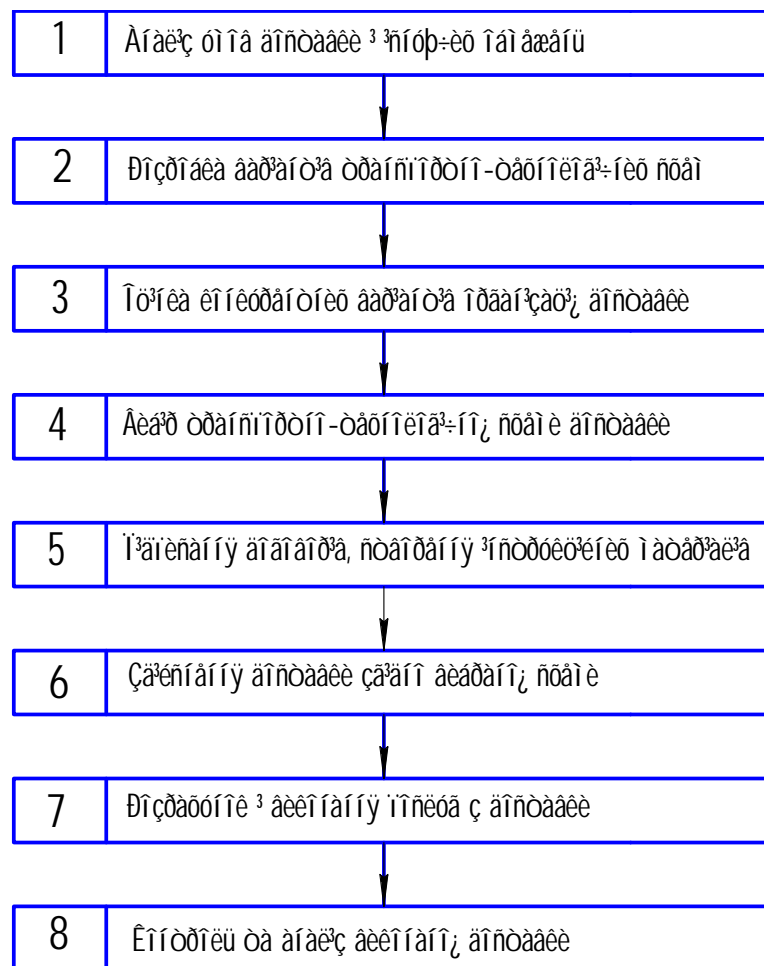 1 Àíàë³ç óìîâ äîñòàâêè ³ ³ñíóþ÷èõ îáìåæåíü
2 Ðîçðîáêà âàð³àíò³â òðàíñïîðòíî-òåõíîëîã³÷íèõ ñõåì
3 Îö³íêà êîíêóðåíòíèõ âàð³àíò³â îðãàí³çàö³¿ äîñòàâêè
4 Âèá³ð òðàíñïîðòíî-òåõíîëîã³÷íî¿ ñõåìè äîñòàâêè
5 Ï³äïèñàííÿ äîãîâîð³â, ñòâîðåííÿ ³íñòðóêö³éíèõ ìàòåð³àë³â
6 Çä³éñíåííÿ äîñòàâêè çã³äíî âèáðàíî¿ ñõåìè
7 Ðîçðàõóíîê ³ âèêîíàííÿ ïîñëóã ç äîñòàâêè
8 Êîíòðîëü òà àíàë³ç âèêîíàíî¿ äîñòàâêè